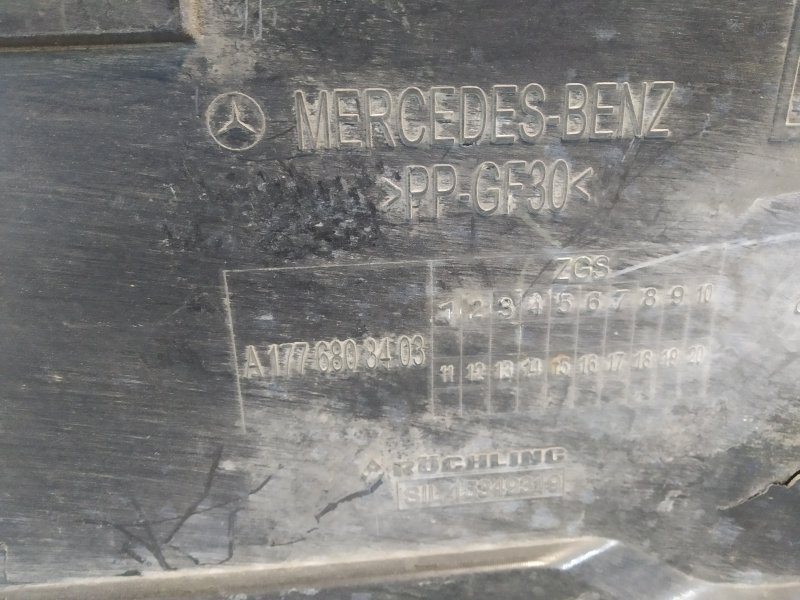 MERCEDES-BENZ
>PP-GF30<
ZGS
1 2 3 4 5 6 7 8 9 10
A 177 680 34 03
11 12 13 14 15 16 17 18 19 20
RÖCHLING